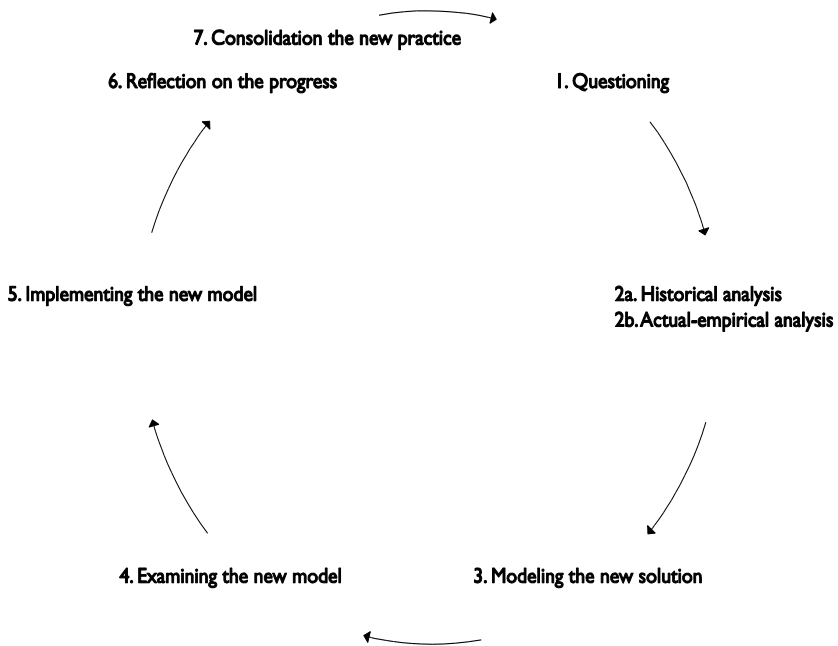 7. Consolidation the new practice
6. Reflection on the progress
1. Questioning
5. Implementing the new model
2a. Historical analysis
2b. Actual-empirical analysis
4. Examining the new model
3. Modeling the new solution